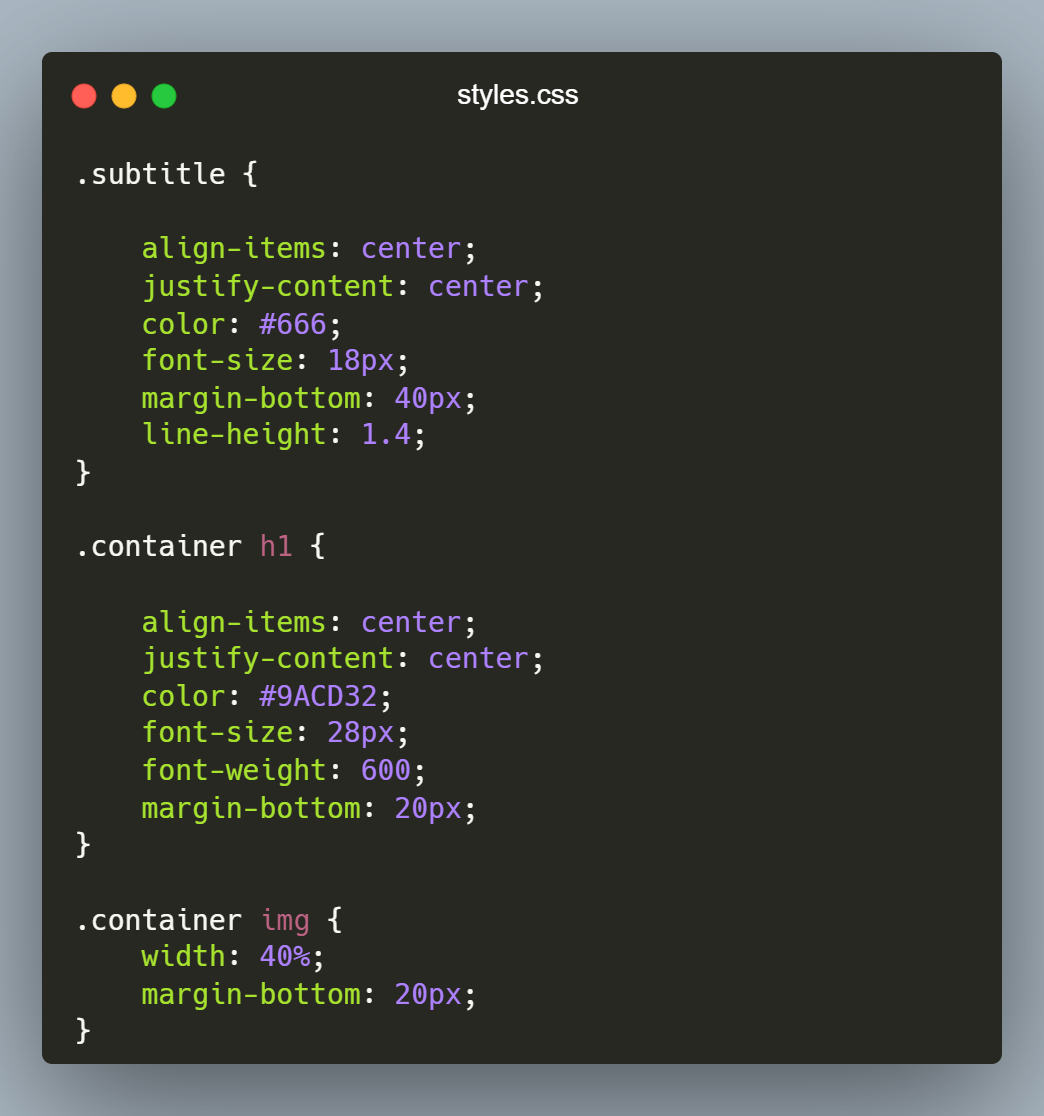 styles.css
.subtitle {
    align-items: center;
    justify-content: center;
    color: #666;
    font-size: 18px;
    margin-bottom: 40px;
    line-height: 1.4;
}
.container h1 {
    align-items: center;
    justify-content: center;
    color: #9ACD32;
    font-size: 28px;
    font-weight: 600;
    margin-bottom: 20px;
}
.container img {
    width: 40%;
    margin-bottom: 20px;
}